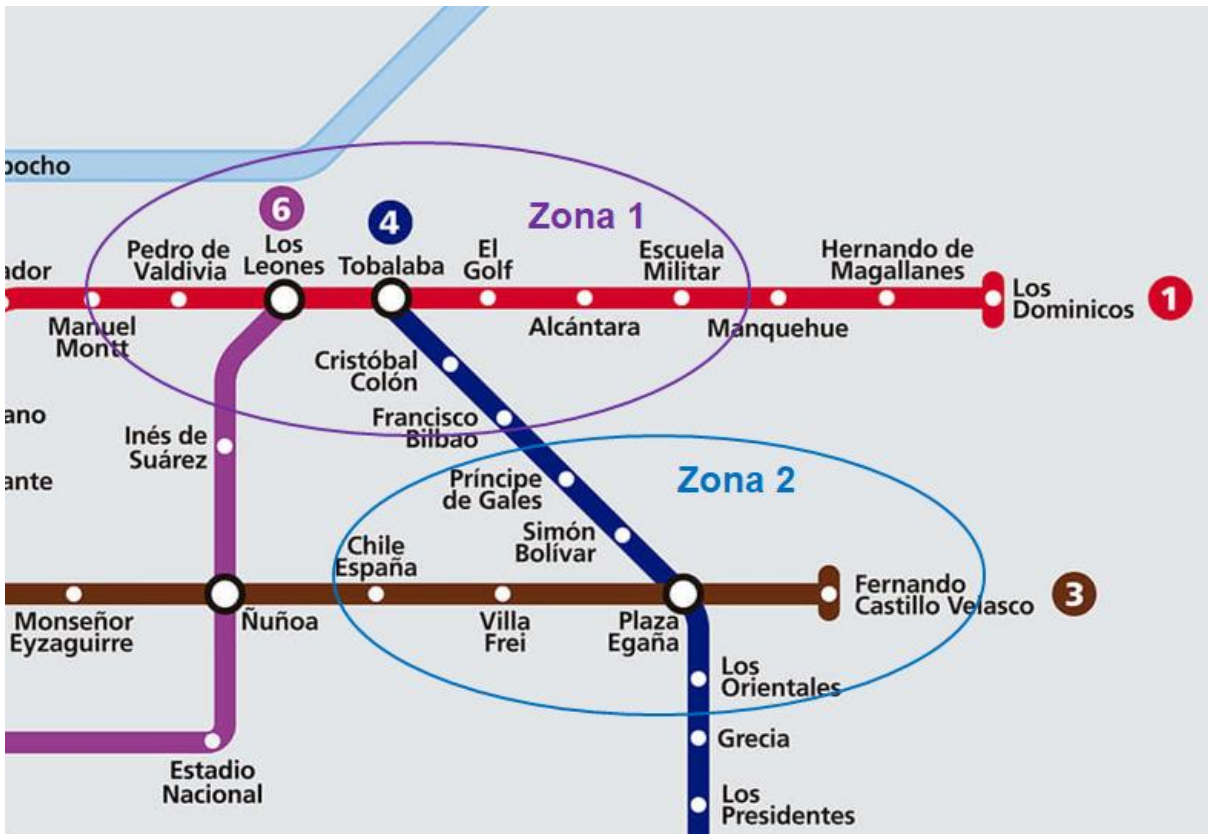 pocho
6
4
Zona 1
ador
Manuel
Montt
Pedro de
Valdivia
Los
Leones
Tobalaba
El
Golf
Alcántara
Escuela
Militar
Manquehue
Hernando de
Magallanes
Los
Dominicos
1
Cristóbal
Colón
Francisco
Bilbao
ano
Inés de
Suárez
ante
Príncipe
de Gales
Zona 2
Simón
Bolívar
Monseñor
Eyzaguirre
Ñuñoa
Chile
España
Villa
Frei
Plaza
Egaña
Fernando
Castillo Velasco
3
Los
Orientales
Grecia
Estadio
Nacional
Los
Presidentes